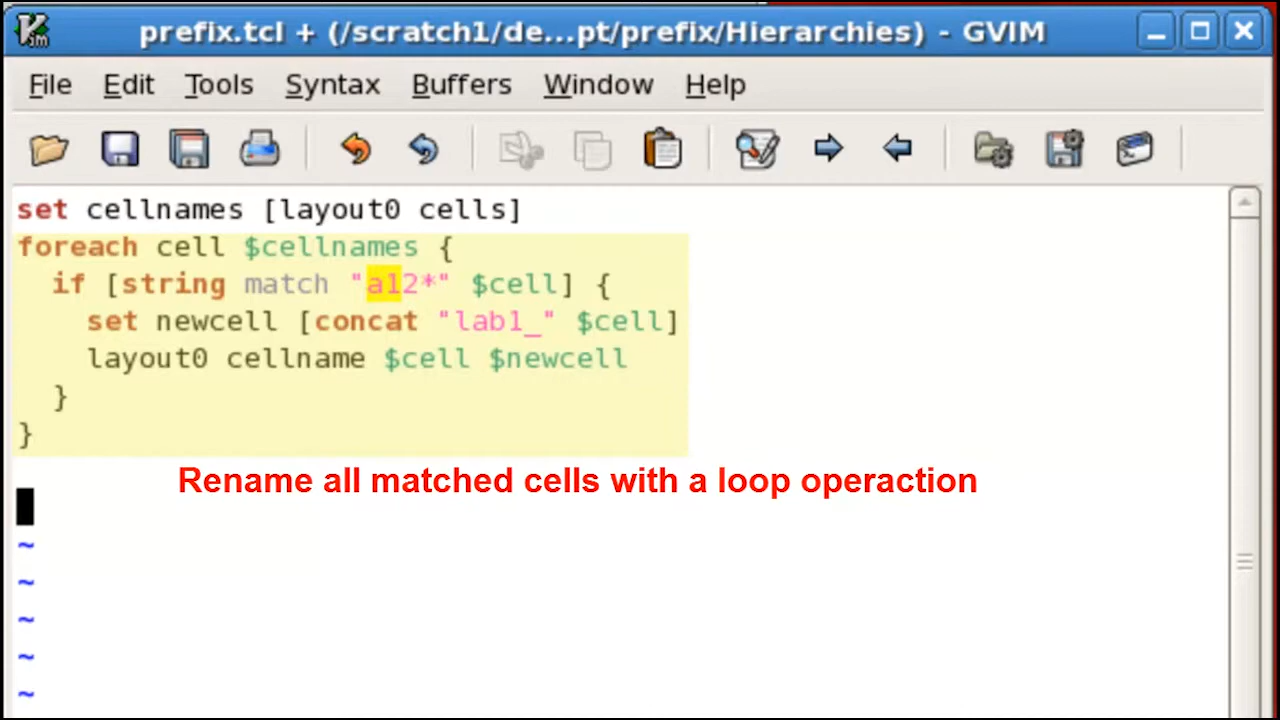 prefix.tcl + (/scratch1/de...pt/prefix/Hierarchies) - GVIM
File Edit Tools Syntax Buffers Window Help
set cellnames [layout0 cells]
foreach cell $cellnames {
  if [string match "a12*" $cell] {
    set newcell [concat "lab1_" $cell]
    layout0 cellname $cell $newcell
  }
}
Rename all matched cells with a loop operaction
~
~
~
~
~